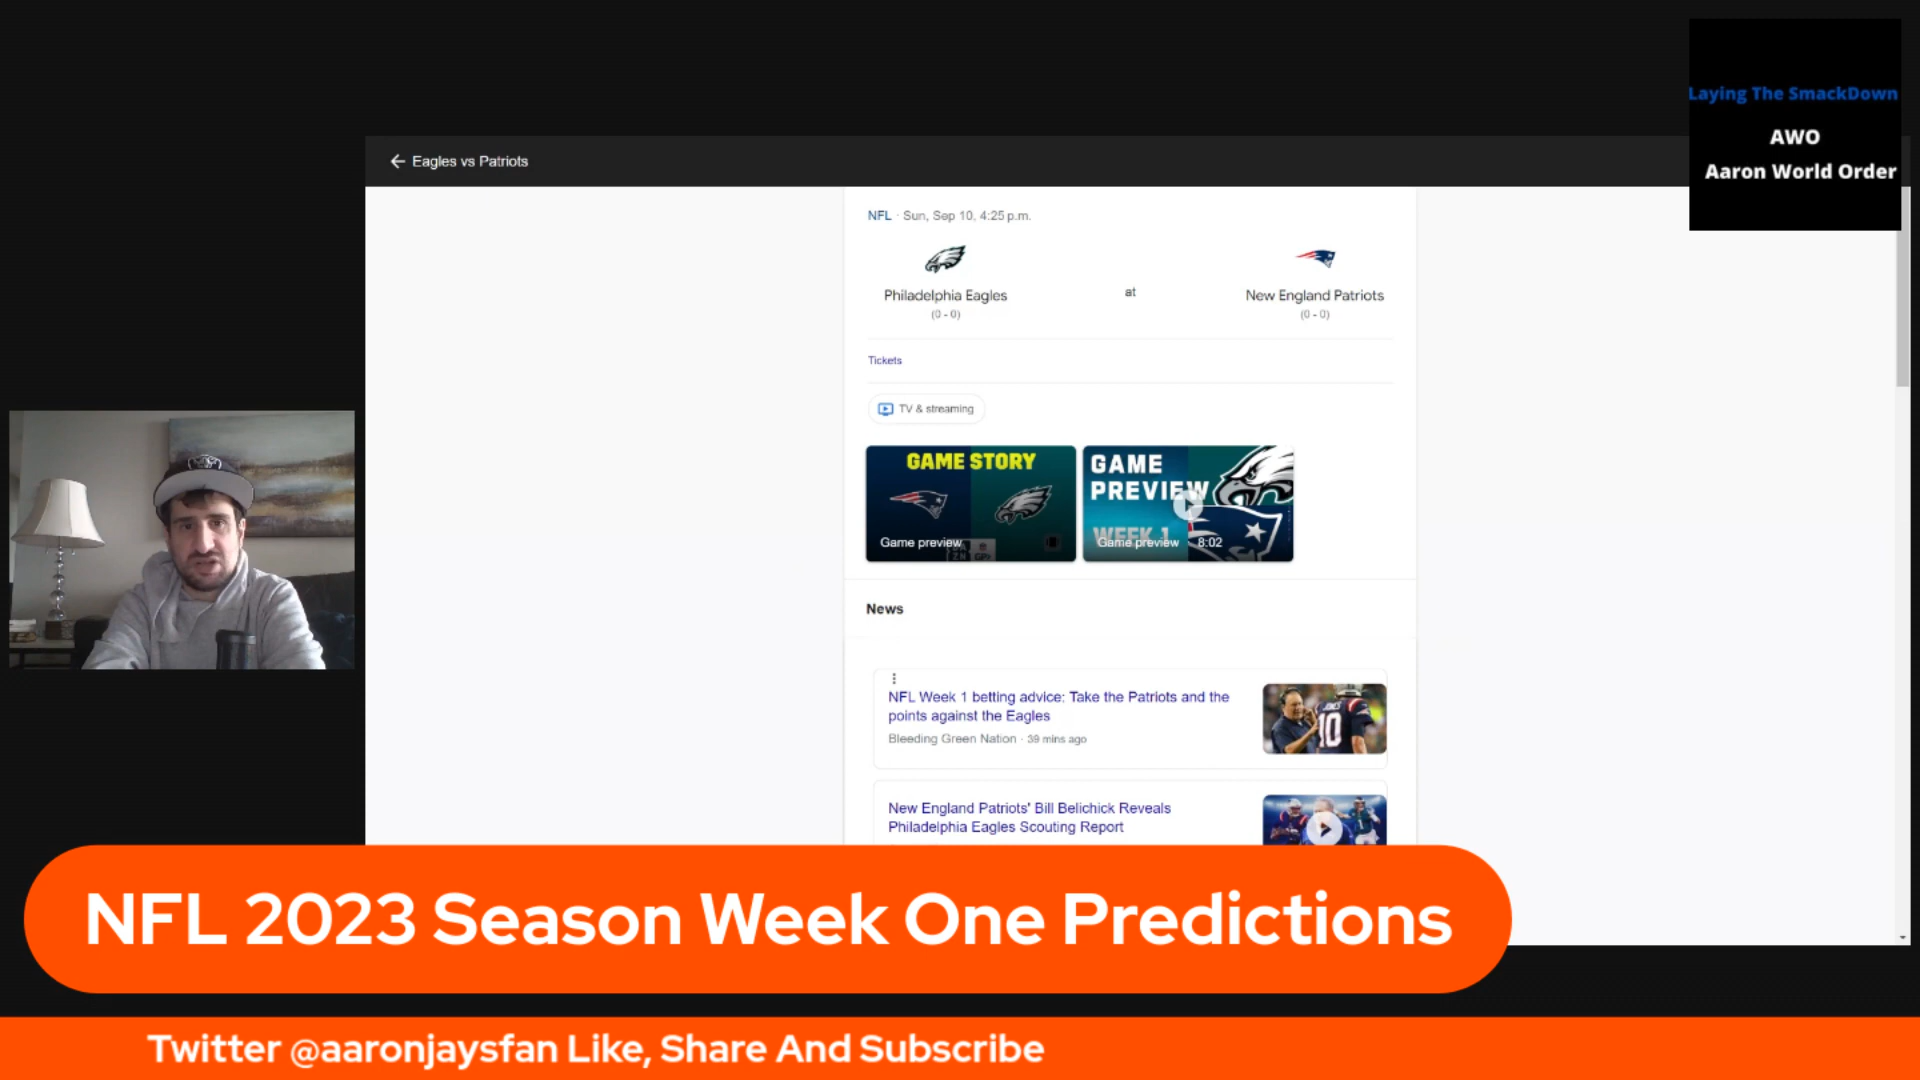 Laying The SmackDown
AWO
Aaron World Order
Eagles vs Patriots
NFL · Sun, Sep 10, 4:25 p.m.
Philadelphia Eagles
(0 - 0)
at
New England Patriots
(0 - 0)
Tickets
TV & streaming
GAME STORY
Game preview
GAME
PREVIEW
WEEK 1
Game preview
8:02
News
NFL Week 1 betting advice: Take the Patriots and the
points against the Eagles
Bleeding Green Nation · 39 mins ago
JONES
10
New England Patriots' Bill Belichick Reveals
Philadelphia Eagles Scouting Report
NFL 2023 Season Week One Predictions
Twitter @aaronjaysfan Like, Share And Subscribe